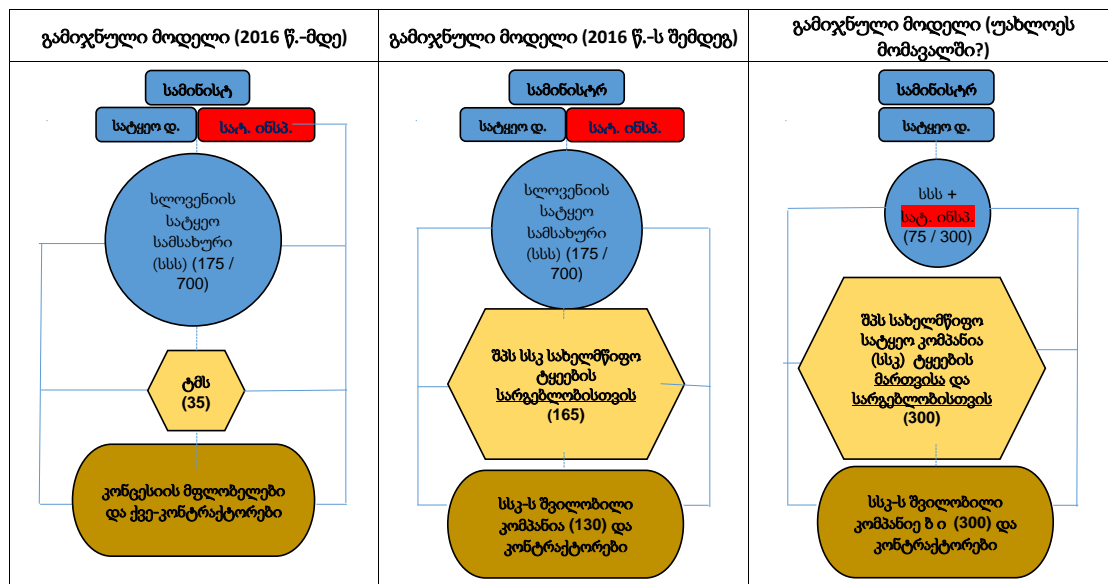 გამიჯნული მოდელი (2016 წ.-მდე)
სამინისტ
სატყეო დ.
სატ. ინსპ.
სლოვენიის
სატყეო
სამსახური
(სსს) (175 /
700)
ტმს
(35)
კონცესიის მფლობელები
და ქვე-კონტრაქტორები
გამიჯნული მოდელი (2016 წ.-ს შემდეგ)
სამინისტრ
სატყეო დ.
სატ. ინსპ.
სლოვენიის
სატყეო
სამსახური
(სსს) (175 /
700)
შპს სსკ სახელმწიფო
ტყეების
სარგებლობისთვის
(165)
სსკ-ს შვილობილი
კომპანია (130) და
კონტრაქტორები
გამიჯნული მოდელი (უახლოეს
მომავალში?)
სამინისტრ
სატყეო დ.
სსს +
სატ. ინსპ.
(75 / 300)
შპს სახელმწიფო
სატყეო კომპანია
(სსკ) ტყეების
მართვისა და
სარგებლობისთვის
(300)
სსკ-ს შვილობილი
კომპანიე ბ ი (300) და
კონტრაქტორები